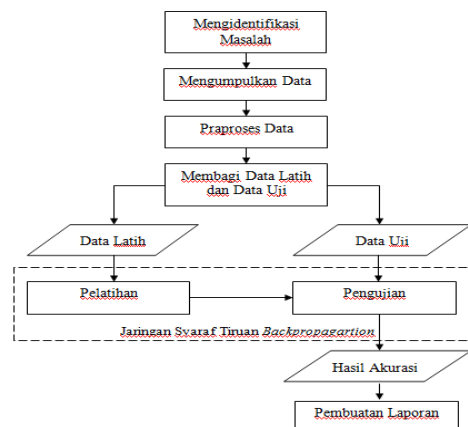 Mengidentifikasi
Masalah
Mengumpulkan Data
Praproses Data
Membagi Data Latih
dan Data Uji
Data Latih
Data Uji
Pelatihan
Pengujian
Jaringan Syaraf Tiruan Backpropagartion
Hasil Akurasi
Pembuatan Laporan